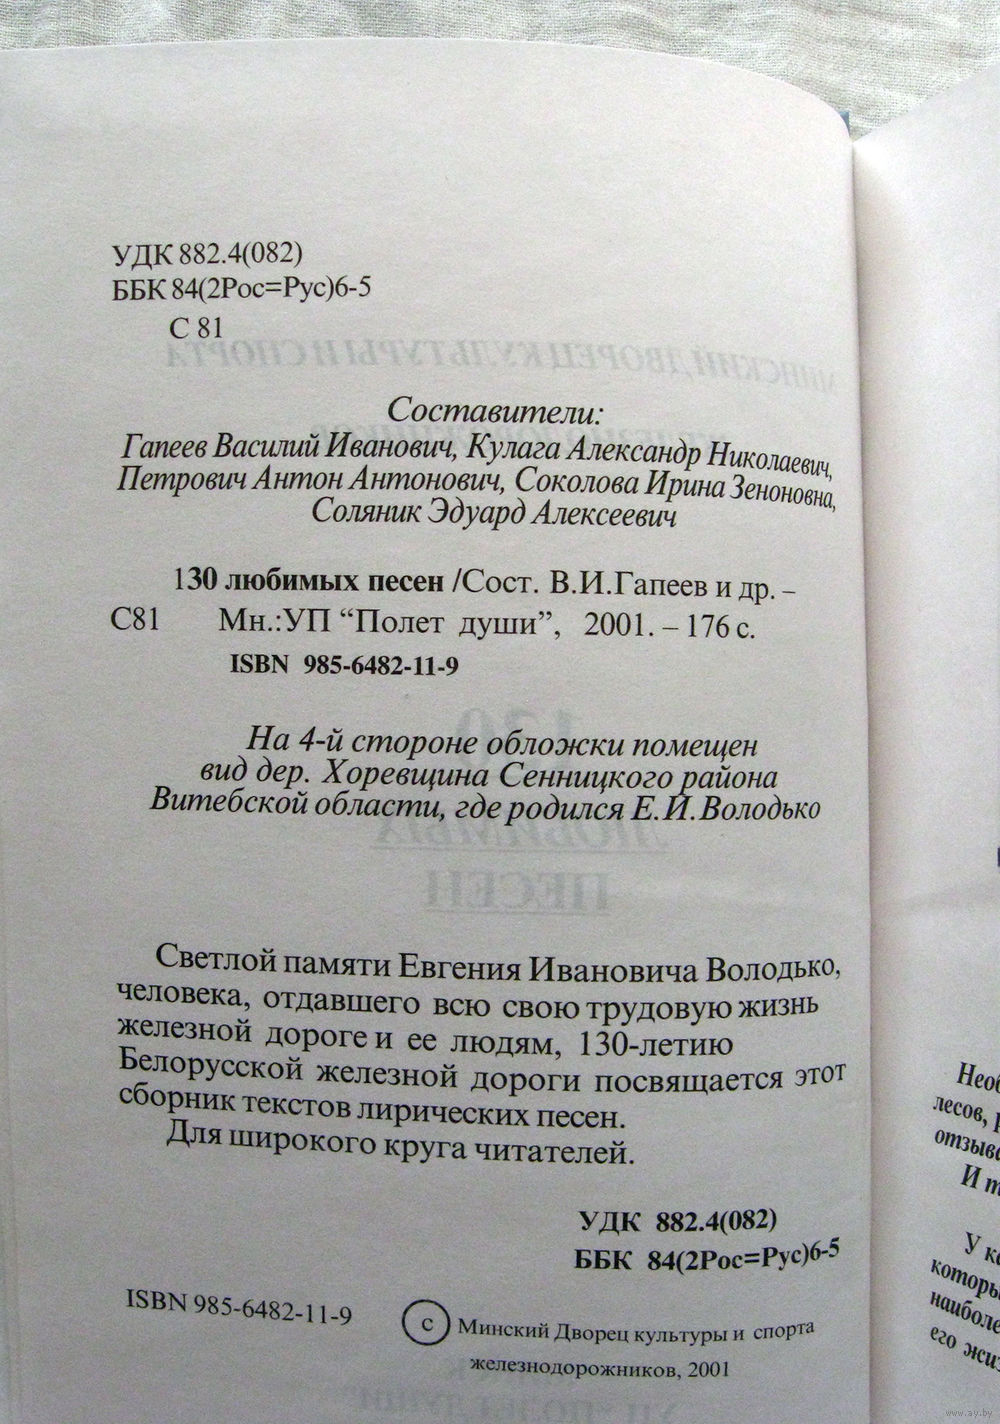 УДК 882.4(082)
ББК 84(2Рос=Рус)6-5
С 81
Составители:
Гапеев Василий Иванович, Кулага Александр Николаевич,
Петрович Антон Антонович, Соколова Ирина Зеноновна,
Соляник Эдуард Алексеевич
130 любимых песен /Сост. В.И.Гапеев и др. –
С81 Мн.:УП “Полет души”, 2001. – 176 с.
ISBN 985-6482-11-9
На 4-й стороне обложки помещен
вид дер. Хоревщина Сенницкого района
Витебской области, где родился Е.И.Володько
Светлой памяти Евгения Ивановича Володько,
человека, отдавшего всю свою трудовую жизнь
железной дороге и ее людям, 130-летию
Белорусской железной дороги посвящается этот
сборник текстов лирических песен.
Для широкого круга читателей.
УДК 882.4(082)
ББК 84(2Рос=Рус)6-5
ISBN 985-6482-11-9
с Минский Дворец культуры и спорта
железнодорожников, 2001
лесов,
И
У
его
www.ay.by